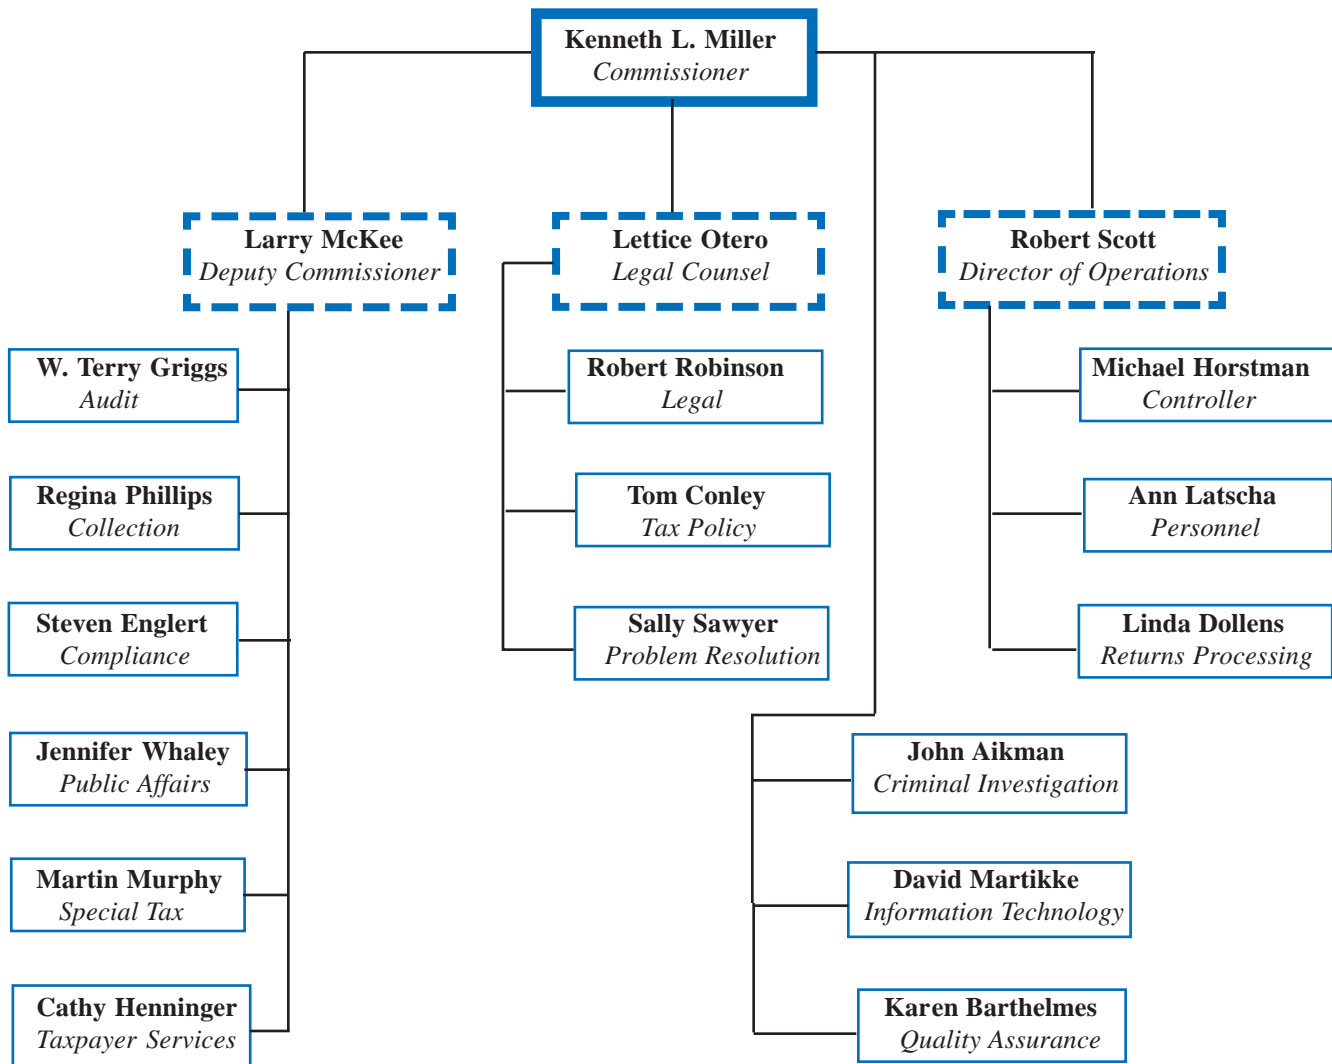 Kenneth L. Miller
Commissioner
Larry McKee
Deputy Commissioner
Lettice Otero
Legal Counsel
Robert Scott
Director of Operations
W. Terry Griggs
Audit
Regina Phillips
Collection
Steven Englert
Compliance
Jennifer Whaley
Public Affairs
Martin Murphy
Special Tax
Cathy Henninger
Taxpayer Services
Robert Robinson
Legal
Tom Conley
Tax Policy
Sally Sawyer
Problem Resolution
Michael Horstman
Controller
Ann Latscha
Personnel
Linda Dollens
Returns Processing
John Aikman
Criminal Investigation
David Martikke
Information Technology
Karen Barthelmes
Quality Assurance